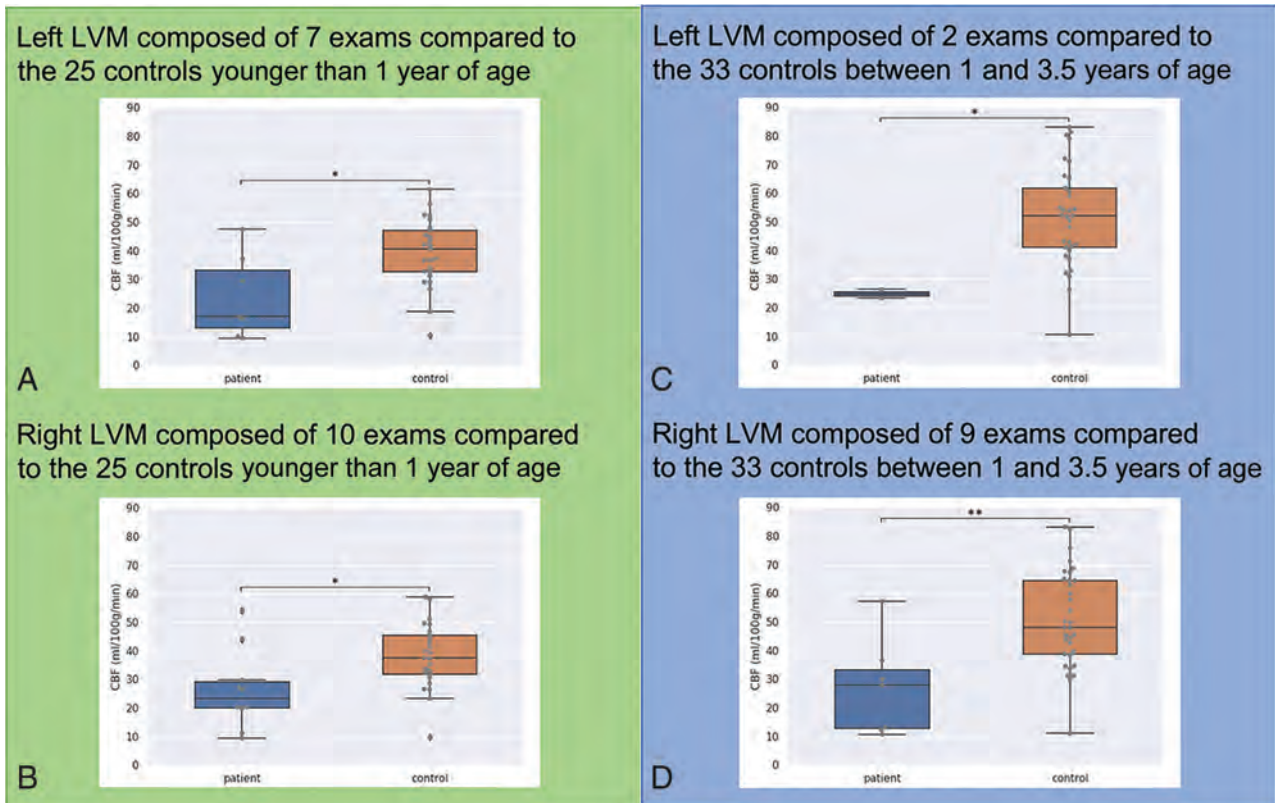 Left LVM composed of 7 exams compared to
the 25 controls younger than 1 year of age
90
80
70
60
50
40
30
20
10
0
CBF (ml/100g/min)
*
patient
control
A
Right LVM composed of 10 exams compared
to the 25 controls younger than 1 year of age
90
80
70
60
50
40
30
20
10
0
CBF (ml/100g/min)
*
patient
control
B
Left LVM composed of 2 exams compared to
the 33 controls between 1 and 3.5 years of age
90
80
70
60
50
40
30
20
10
0
CBF (ml/100g/min)
*
patient
control
C
Right LVM composed of 9 exams compared
to the 33 controls between 1 and 3.5 years of age
90
80
70
60
50
40
30
20
10
0
CBF (ml/100g/min)
**
patient
control
D